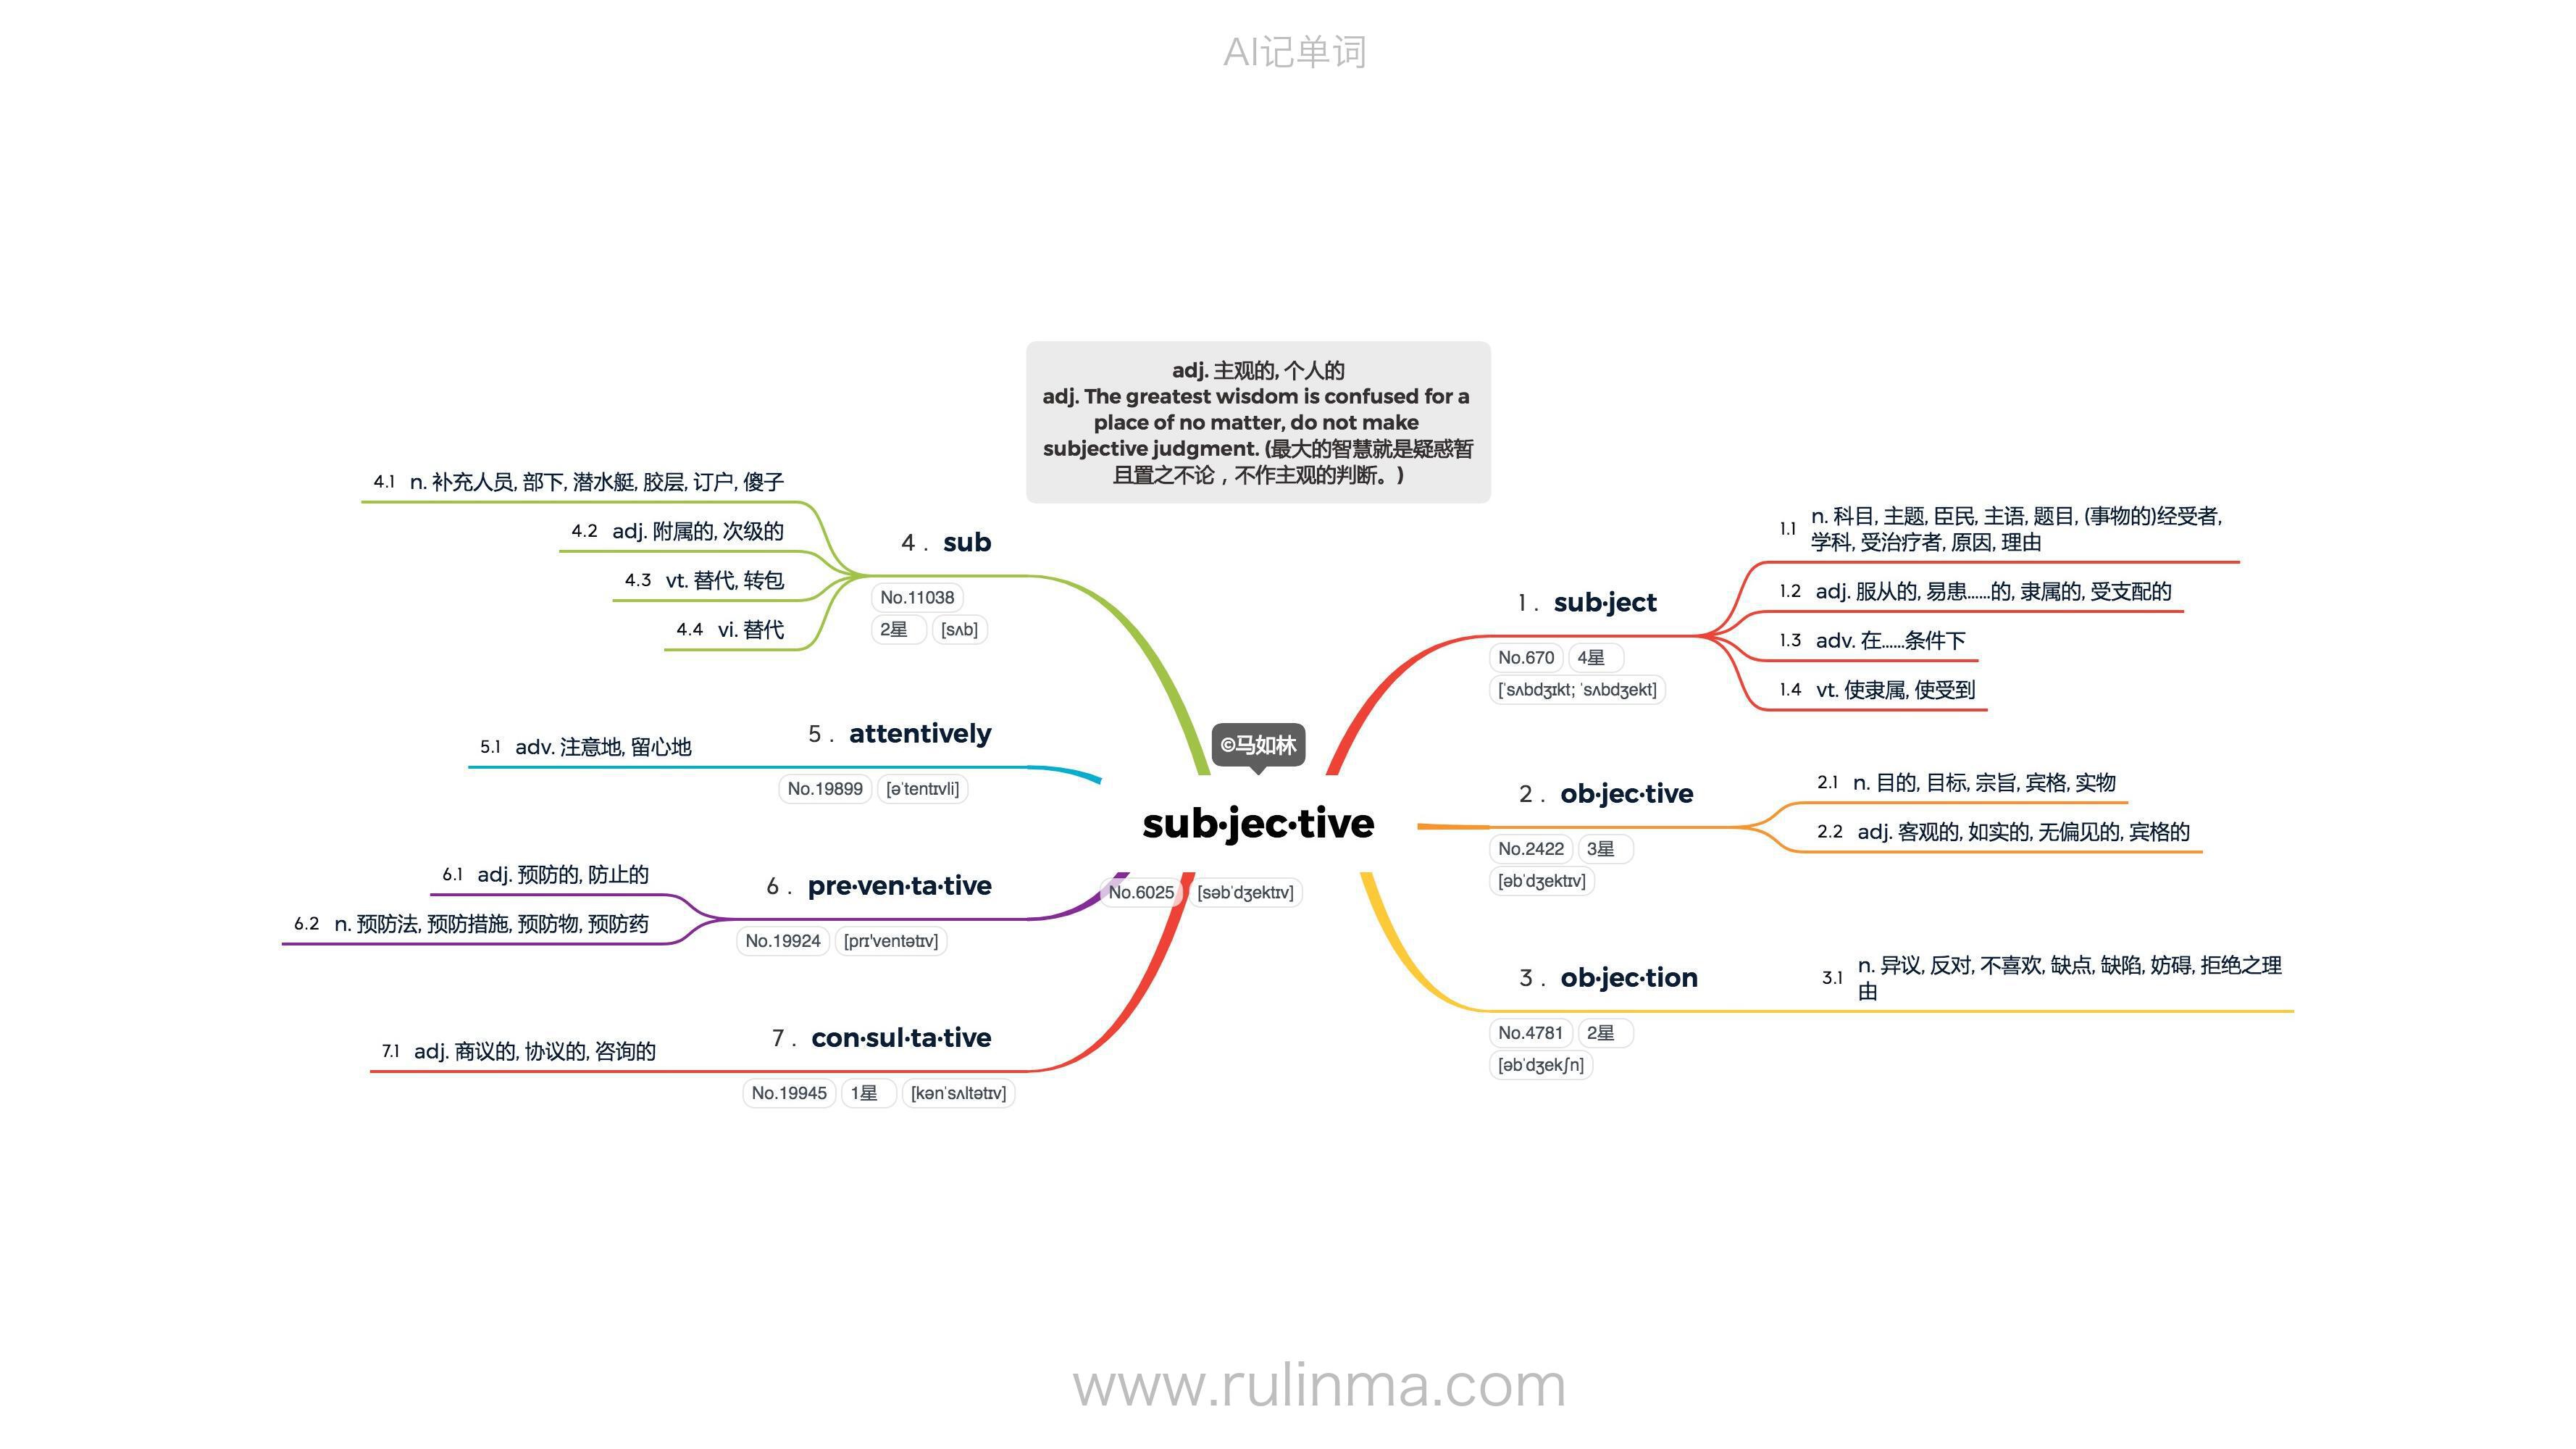 AI记单词
adj. 主观的, 个人的
adj. The greatest wisdom is confused for a
place of no matter, do not make
subjective judgment. (最大的智慧就是疑惑暂
且置之不论，不作主观的判断。)
©马如林
sub·jec·tive
No.6025 [səbˈdʒektɪv]
1. sub·ject
No.670 4星
[ˈsʌbdʒɪkt; ˈsʌbdʒekt]
1.1 n. 科目, 主题, 臣民, 主语, 题目, (事物的)经受者,
学科, 受治疗者, 原因, 理由
1.2 adj. 服从的, 易患……的, 隶属的, 受支配的
1.3 adv. 在……条件下
1.4 vt. 使隶属, 使受到
2. ob·jec·tive
No.2422 3星
[əbˈdʒektɪv]
2.1 n. 目的, 目标, 宗旨, 宾格, 实物
2.2 adj. 客观的, 如实的, 无偏见的, 宾格的
3. ob·jec·tion
No.4781 2星
[əbˈdʒekʃn]
3.1 n. 异议, 反对, 不喜欢, 缺点, 缺陷, 妨碍, 拒绝之理
由
4. sub
No.11038
2星 [sʌb]
4.1 n. 补充人员, 部下, 潜水艇, 胶层, 订户, 傻子
4.2 adj. 附属的, 次级的
4.3 vt. 替代, 转包
4.4 vi. 替代
5. attentively
No.19899 [əˈtentɪvli]
5.1 adv. 注意地, 留心地
6. pre·ven·ta·tive
No.19924 [prɪ'ventətɪv]
6.1 adj. 预防的, 防止的
6.2 n. 预防法, 预防措施, 预防物, 预防药
7. con·sul·ta·tive
No.19945 1星 [kənˈsʌltətɪv]
7.1 adj. 商议的, 协议的, 咨询的
www.rulinma.com